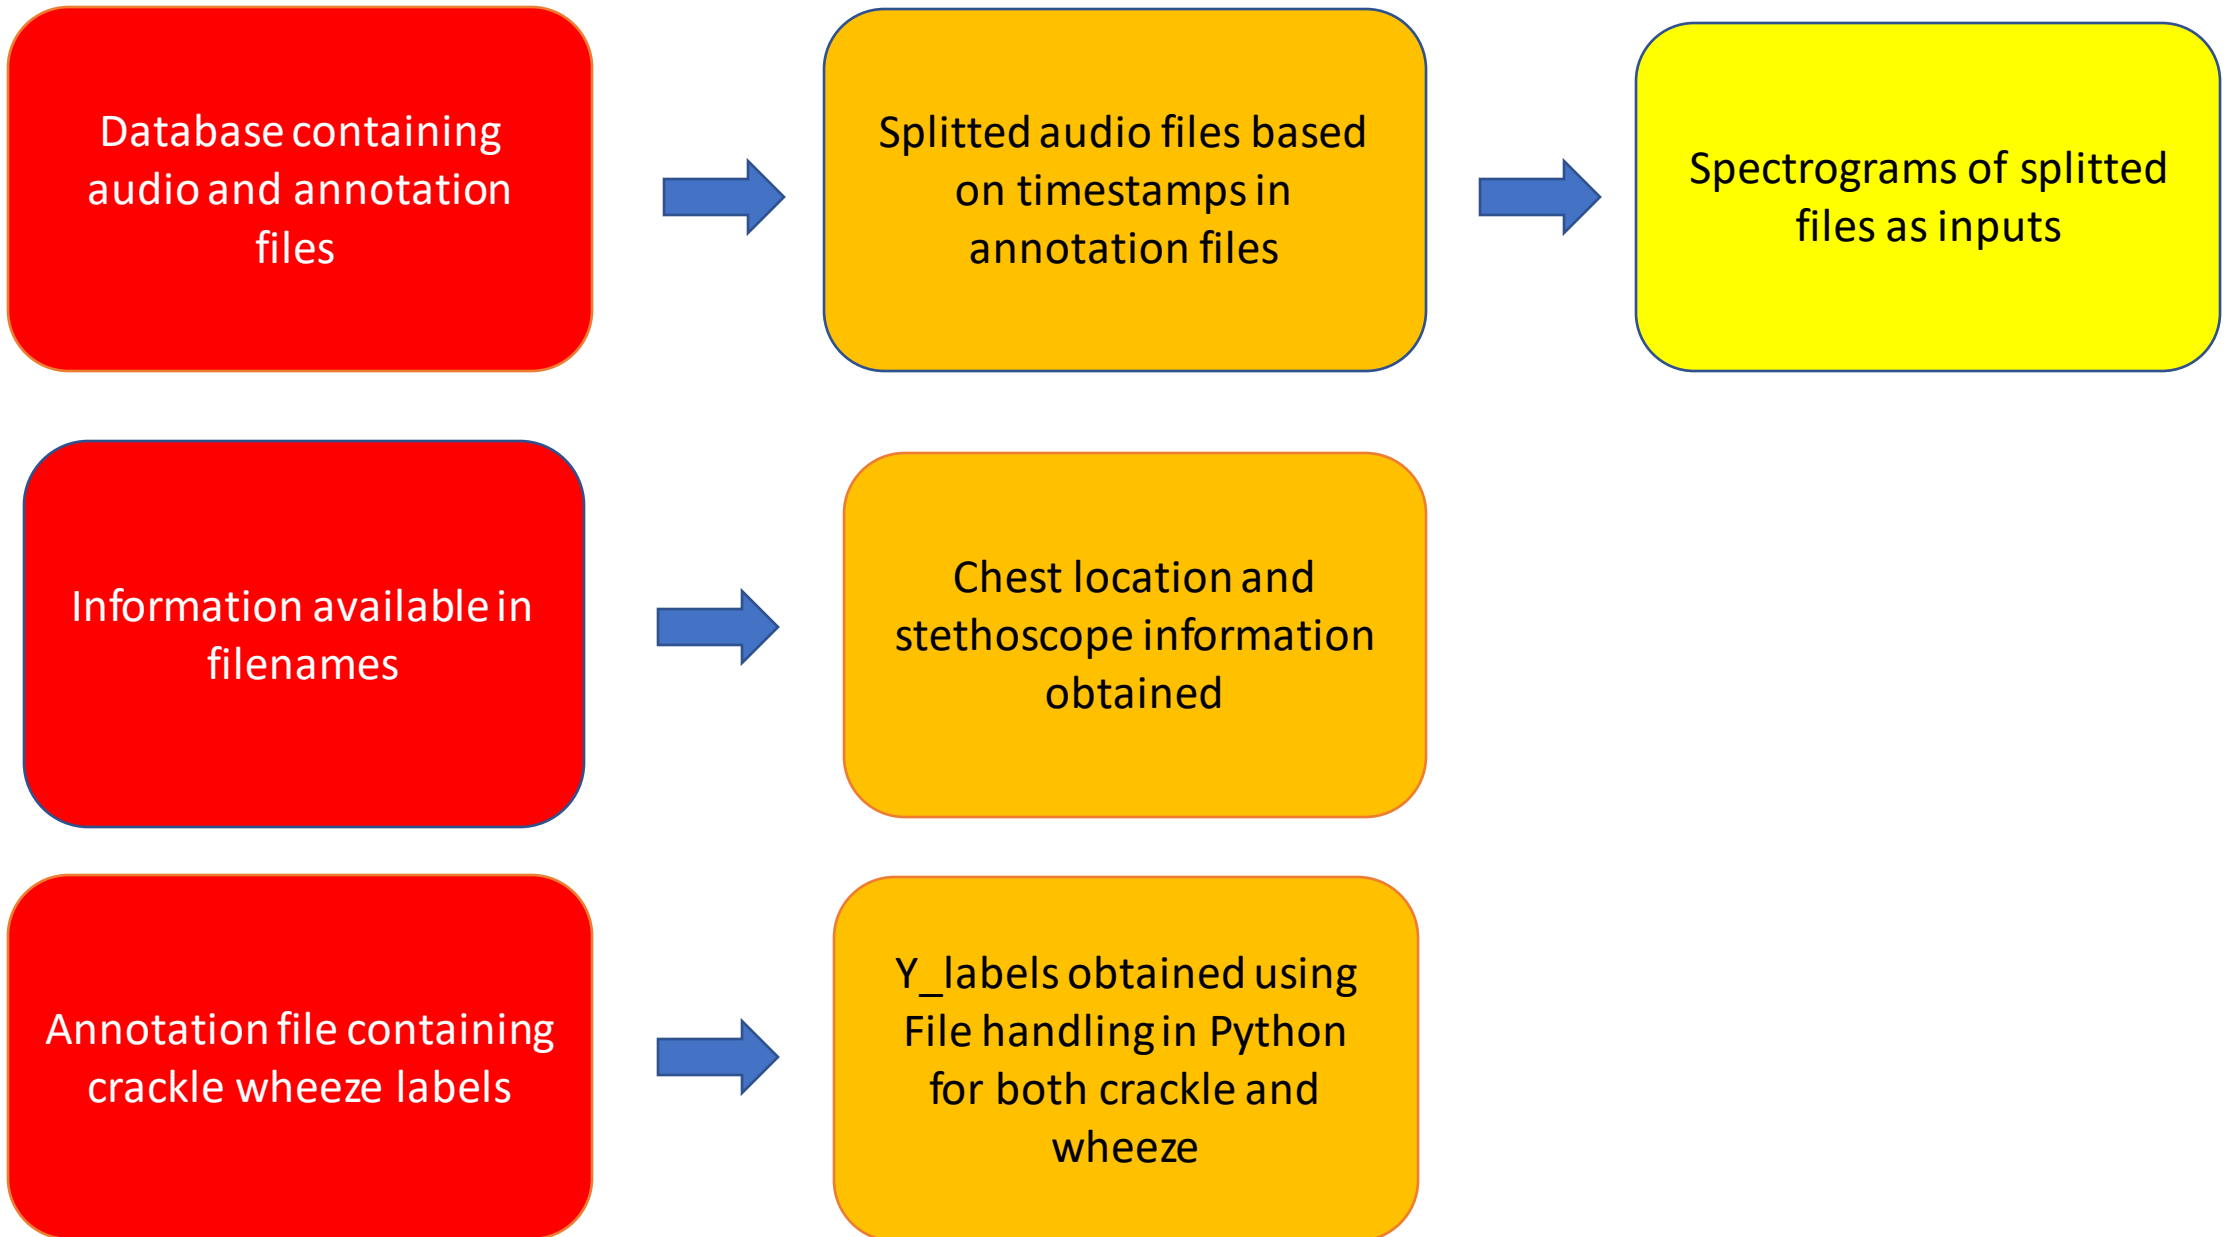 Database containing
audio and annotation
files
Splitted audio files based
on timestamps in
annotation files
Spectrograms of splitted
files as inputs
Information available in
filenames
Chest location and
stethoscope information
obtained
Annotation file containing
crackle wheeze labels
Y_labels obtained using
File handling in Python
for both crackle and
wheeze